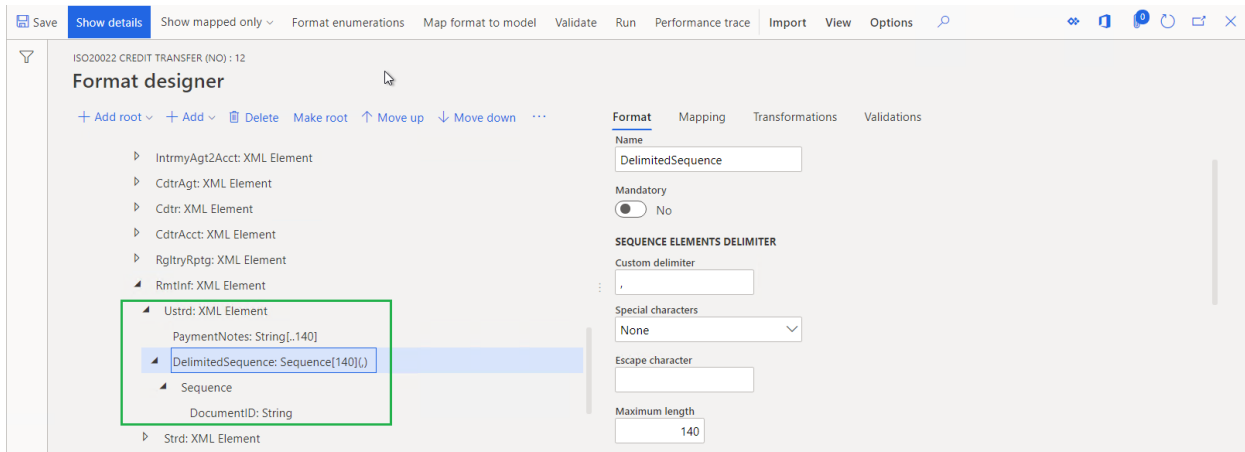 Save Show details Show mapped only Format enumerations Map format to model Validate Run Performance trace Import View Options 0
ISO20022 CREDIT TRANSFER (NO) : 12
Format designer
+ Add root + Add Delete Make root ↑ Move up ↓ Move down ···
IntrmyAgt2Acct: XML Element
CdtrAgt: XML Element
Cdtr: XML Element
CdtrAcct: XML Element
RgltryRptg: XML Element
RmtInf: XML Element
Ustrd: XML Element
PaymentNotes: String[..140]
DelimitedSequence: Sequence[140](,)
Sequence
DocumentID: String
Strd: XML Element
Format Mapping Transformations Validations
Name
DelimitedSequence
Mandatory
No
SEQUENCE ELEMENTS DELIMITER
Custom delimiter
,
Special characters
None
Escape character
Maximum length
140